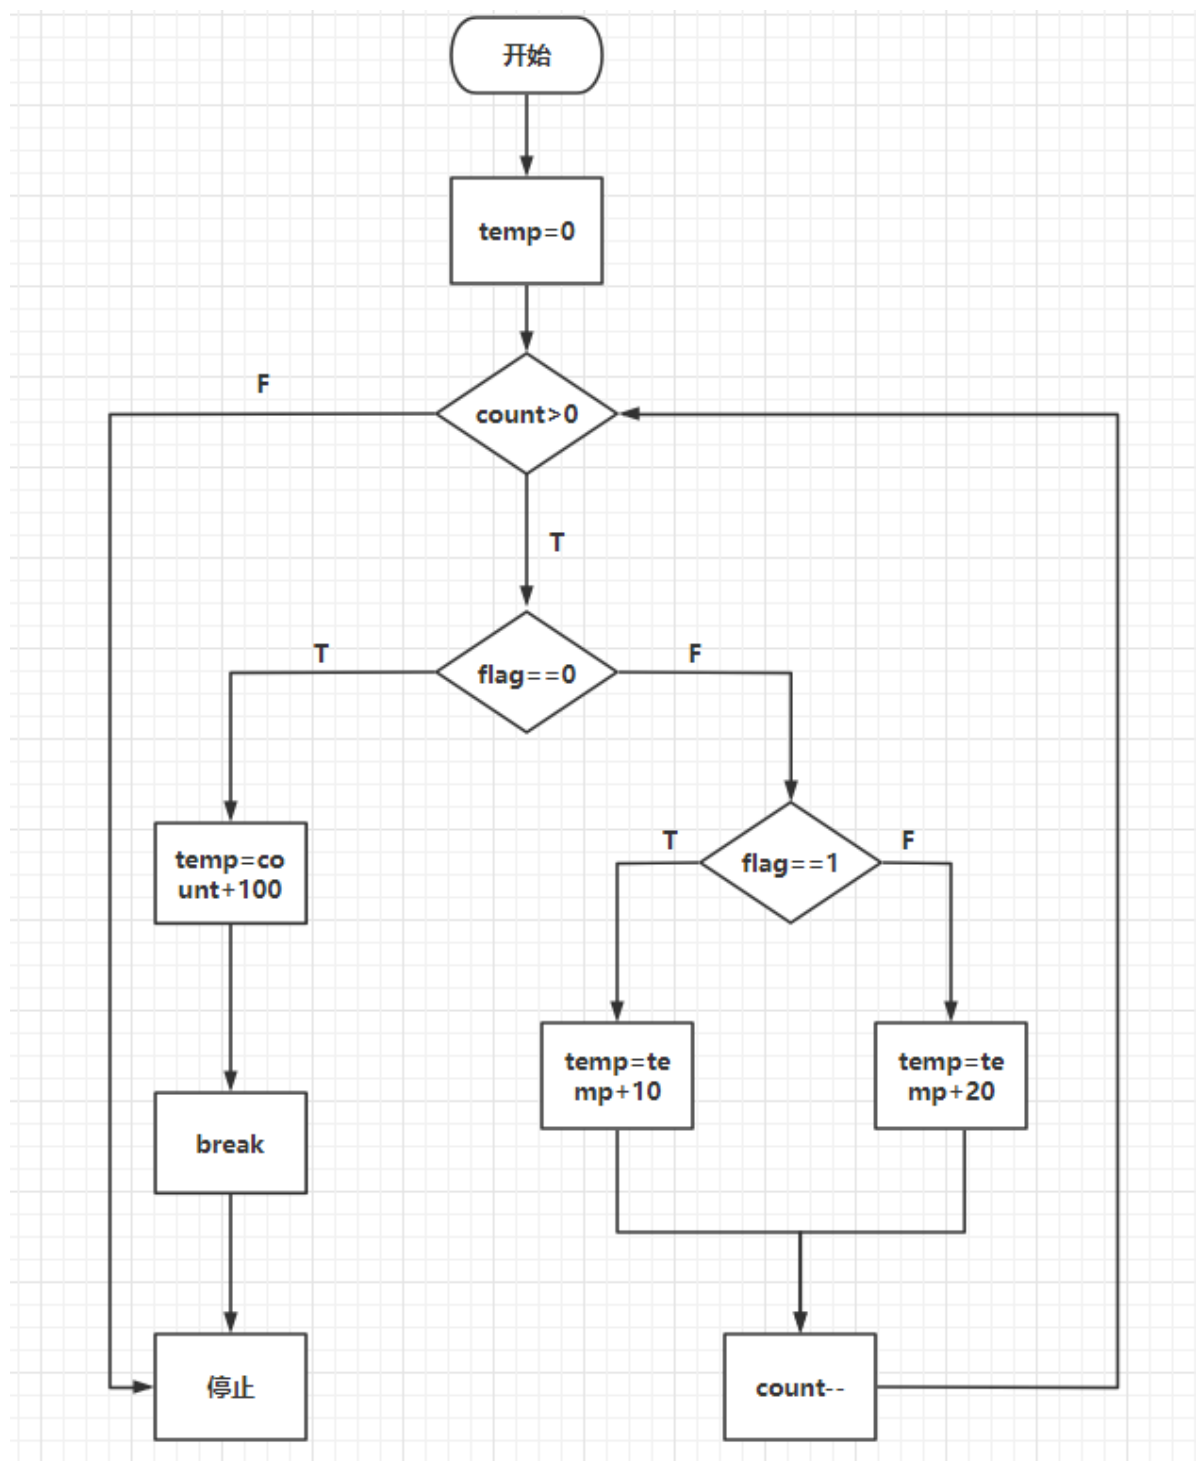 开始
temp=0
F
count>0
T
T
flag==0
F
temp=co
unt+100
T
flag==1
F
temp=te
mp+10
temp=te
mp+20
break
停止
count--